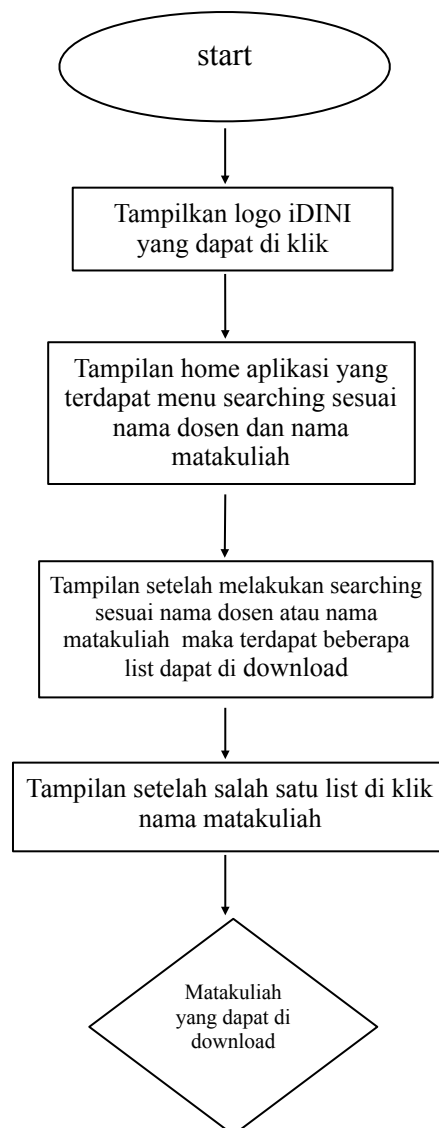 start
Tampilkan logo iDINI
yang dapat di klik
Tampilan home aplikasi yang
terdapat menu searching sesuai
nama dosen dan nama
matakuliah
Tampilan setelah melakukan searching
sesuai nama dosen atau nama
matakuliah maka terdapat beberapa
list dapat di download
Tampilan setelah salah satu list di klik
nama matakuliah
Matakuliah
yang dapat di
download